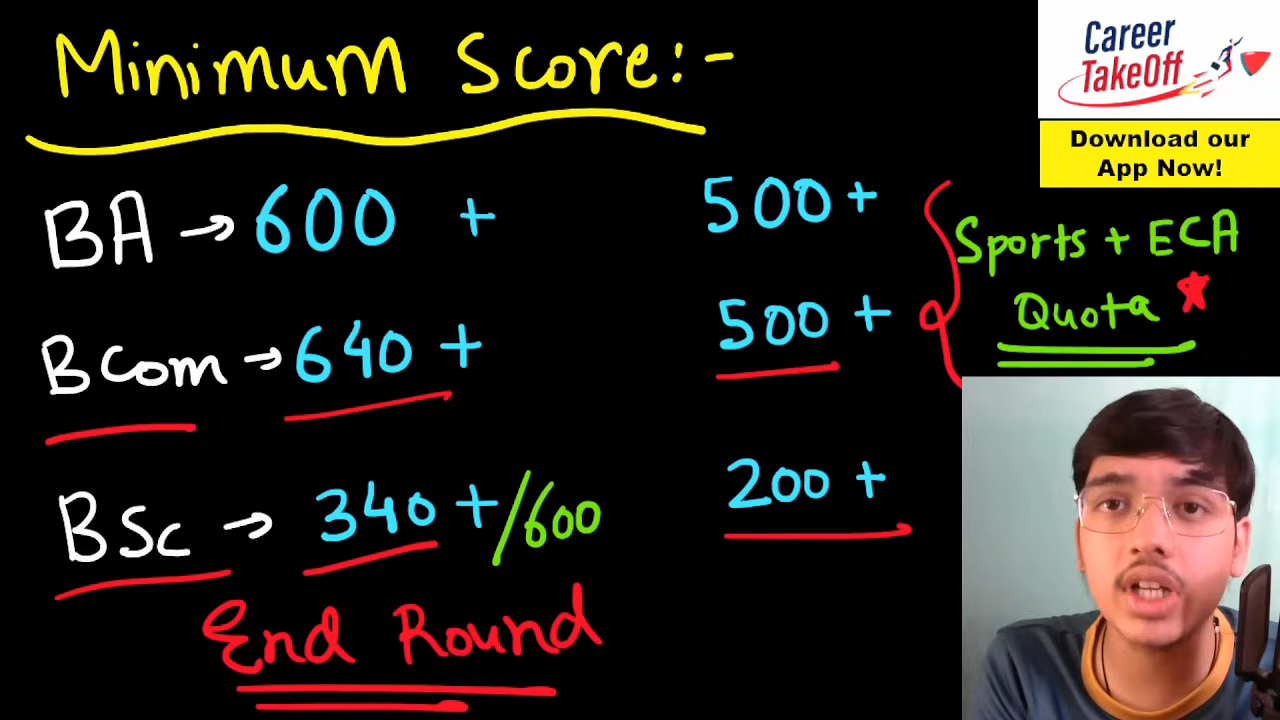 Minimum Score:-
Career
TakeOff
Download our
App Now!
BA → 600 + 500+
Sports + ECA
Quota
BCom → 640+ 500+
BSc → 340+/600 200+
End Round